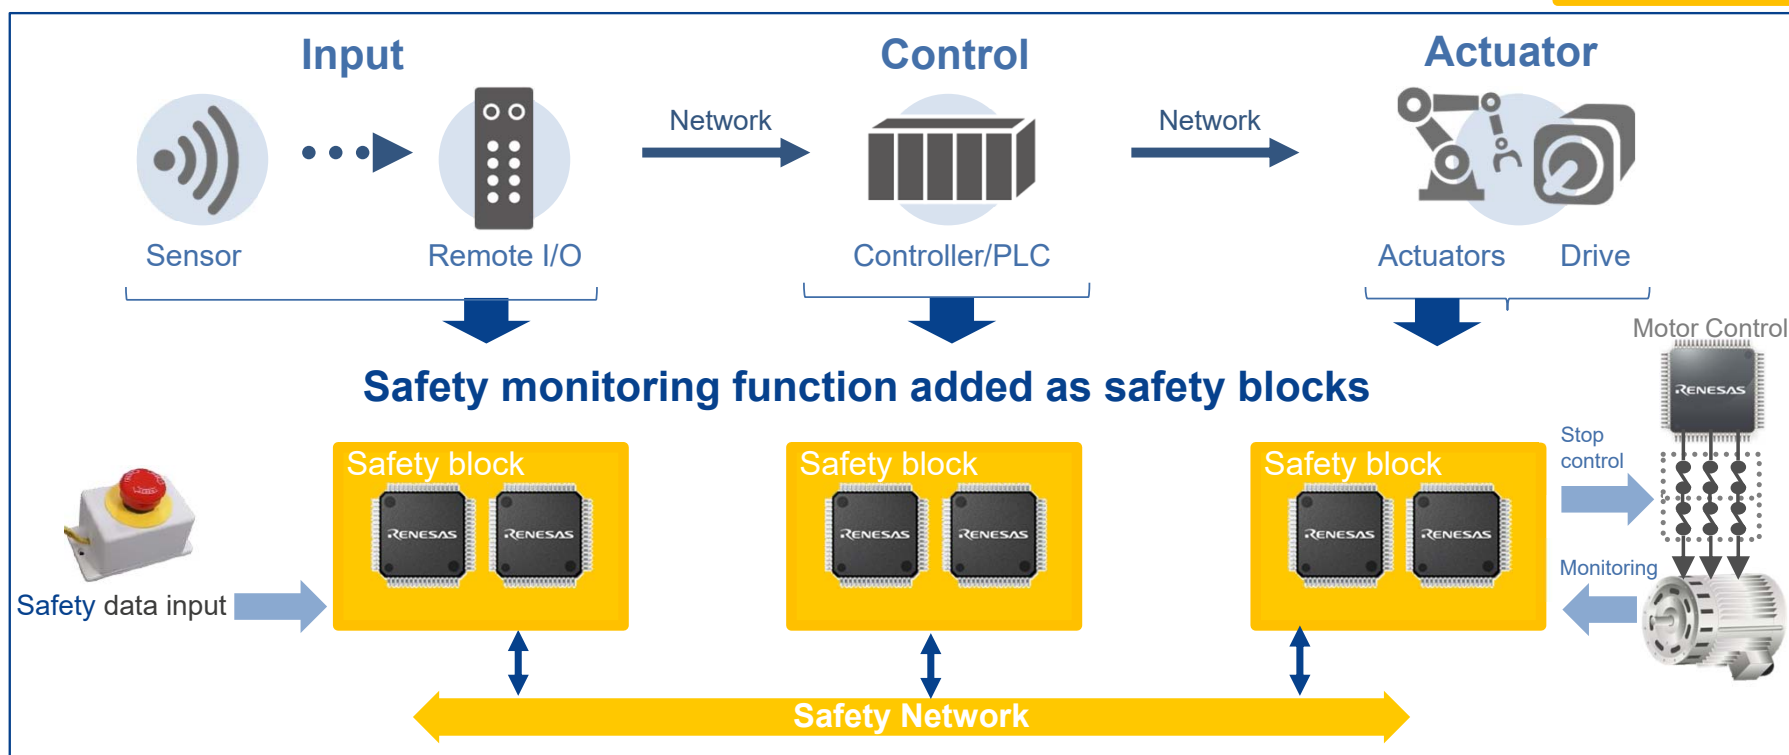 Input
Control
Actuator
Network
Network
Sensor
Remote I/O
Controller/PLC
Actuators
Drive
Motor Control
RENESAS
Safety monitoring function added as safety blocks
Safety block
RENESAS
RENESAS
Safety block
RENESAS
RENESAS
Safety block
RENESAS
RENESAS
Stop
control
Monitoring
Safety data input
Safety Network